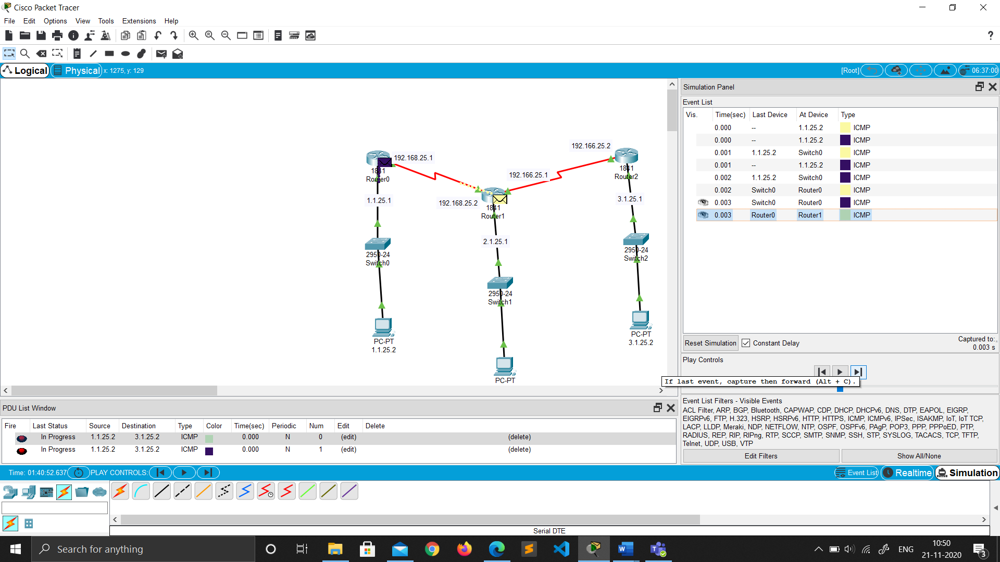 Cisco Packet Tracer
File Edit Options View Tools Extensions Help
Logical Physical x: 1275, y: 129 [Root] 06:37:00
192.168.25.1
1841
Router0
1.1.25.1
192.168.25.2
2950-24
Switch0
PC-PT
1.1.25.2
192.166.25.1
1841
Router1
2.1.25.1
2950-24
Switch1
PC-PT
192.166.25.2
1841
Router2
3.1.25.1
2950-24
Switch2
PC-PT
3.1.25.2
Simulation Panel
Event List
Vis. Time(sec) Last Device At Device Type
0.000 -- 1.1.25.2 ICMP
0.000 -- 1.1.25.2 ICMP
0.001 1.1.25.2 Switch0 ICMP
0.001 -- 1.1.25.2 ICMP
0.002 1.1.25.2 Switch0 ICMP
0.002 Switch0 Router0 ICMP
0.003 Switch0 Router0 ICMP
0.003 Router0 Router1 ICMP
Reset Simulation Constant Delay Captured to:
0.003 s
Play Controls
If last event, capture then forward (Alt + C).
Event List Filters - Visible Events
ACL Filter, ARP, BGP, Bluetooth, CAPWAP, CDP, DHCP, DHCPv6, DNS, DTP, EAPOL, EIGRP,
EIGRPv6, FTP, H.323, HSRP, HSRPv6, HTTP, HTTPS, ICMP, ICMPv6, IPSec, ISAKMP, IoT, IoT TCP,
LACP, LLDP, Meraki, NDP, NETFLOW, NTP, OSPF, OSPFv6, PAgP, POP3, PPP, PPPoED, PTP,
RADIUS, REP, RIP, RIPng, RTP, SCCP, SMTP, SNMP, SSH, STP, SYSLOG, TACACS, TCP, TFTP,
Telnet, UDP, USB, VTP
Edit Filters Show All/None
PDU List Window
Fire Last Status Source Destination Type Color Time(sec) Periodic Num Edit Delete
In Progress 1.1.25.2 3.1.25.2 ICMP 0.000 N 0 (edit) (delete)
In Progress 1.1.25.2 3.1.25.2 ICMP 0.000 N 1 (edit) (delete)
Time: 01:40:52.637 PLAY CONTROLS: Event List Realtime Simulation
Serial DTE
Search for anything
ENG
10:50
21-11-2020
3